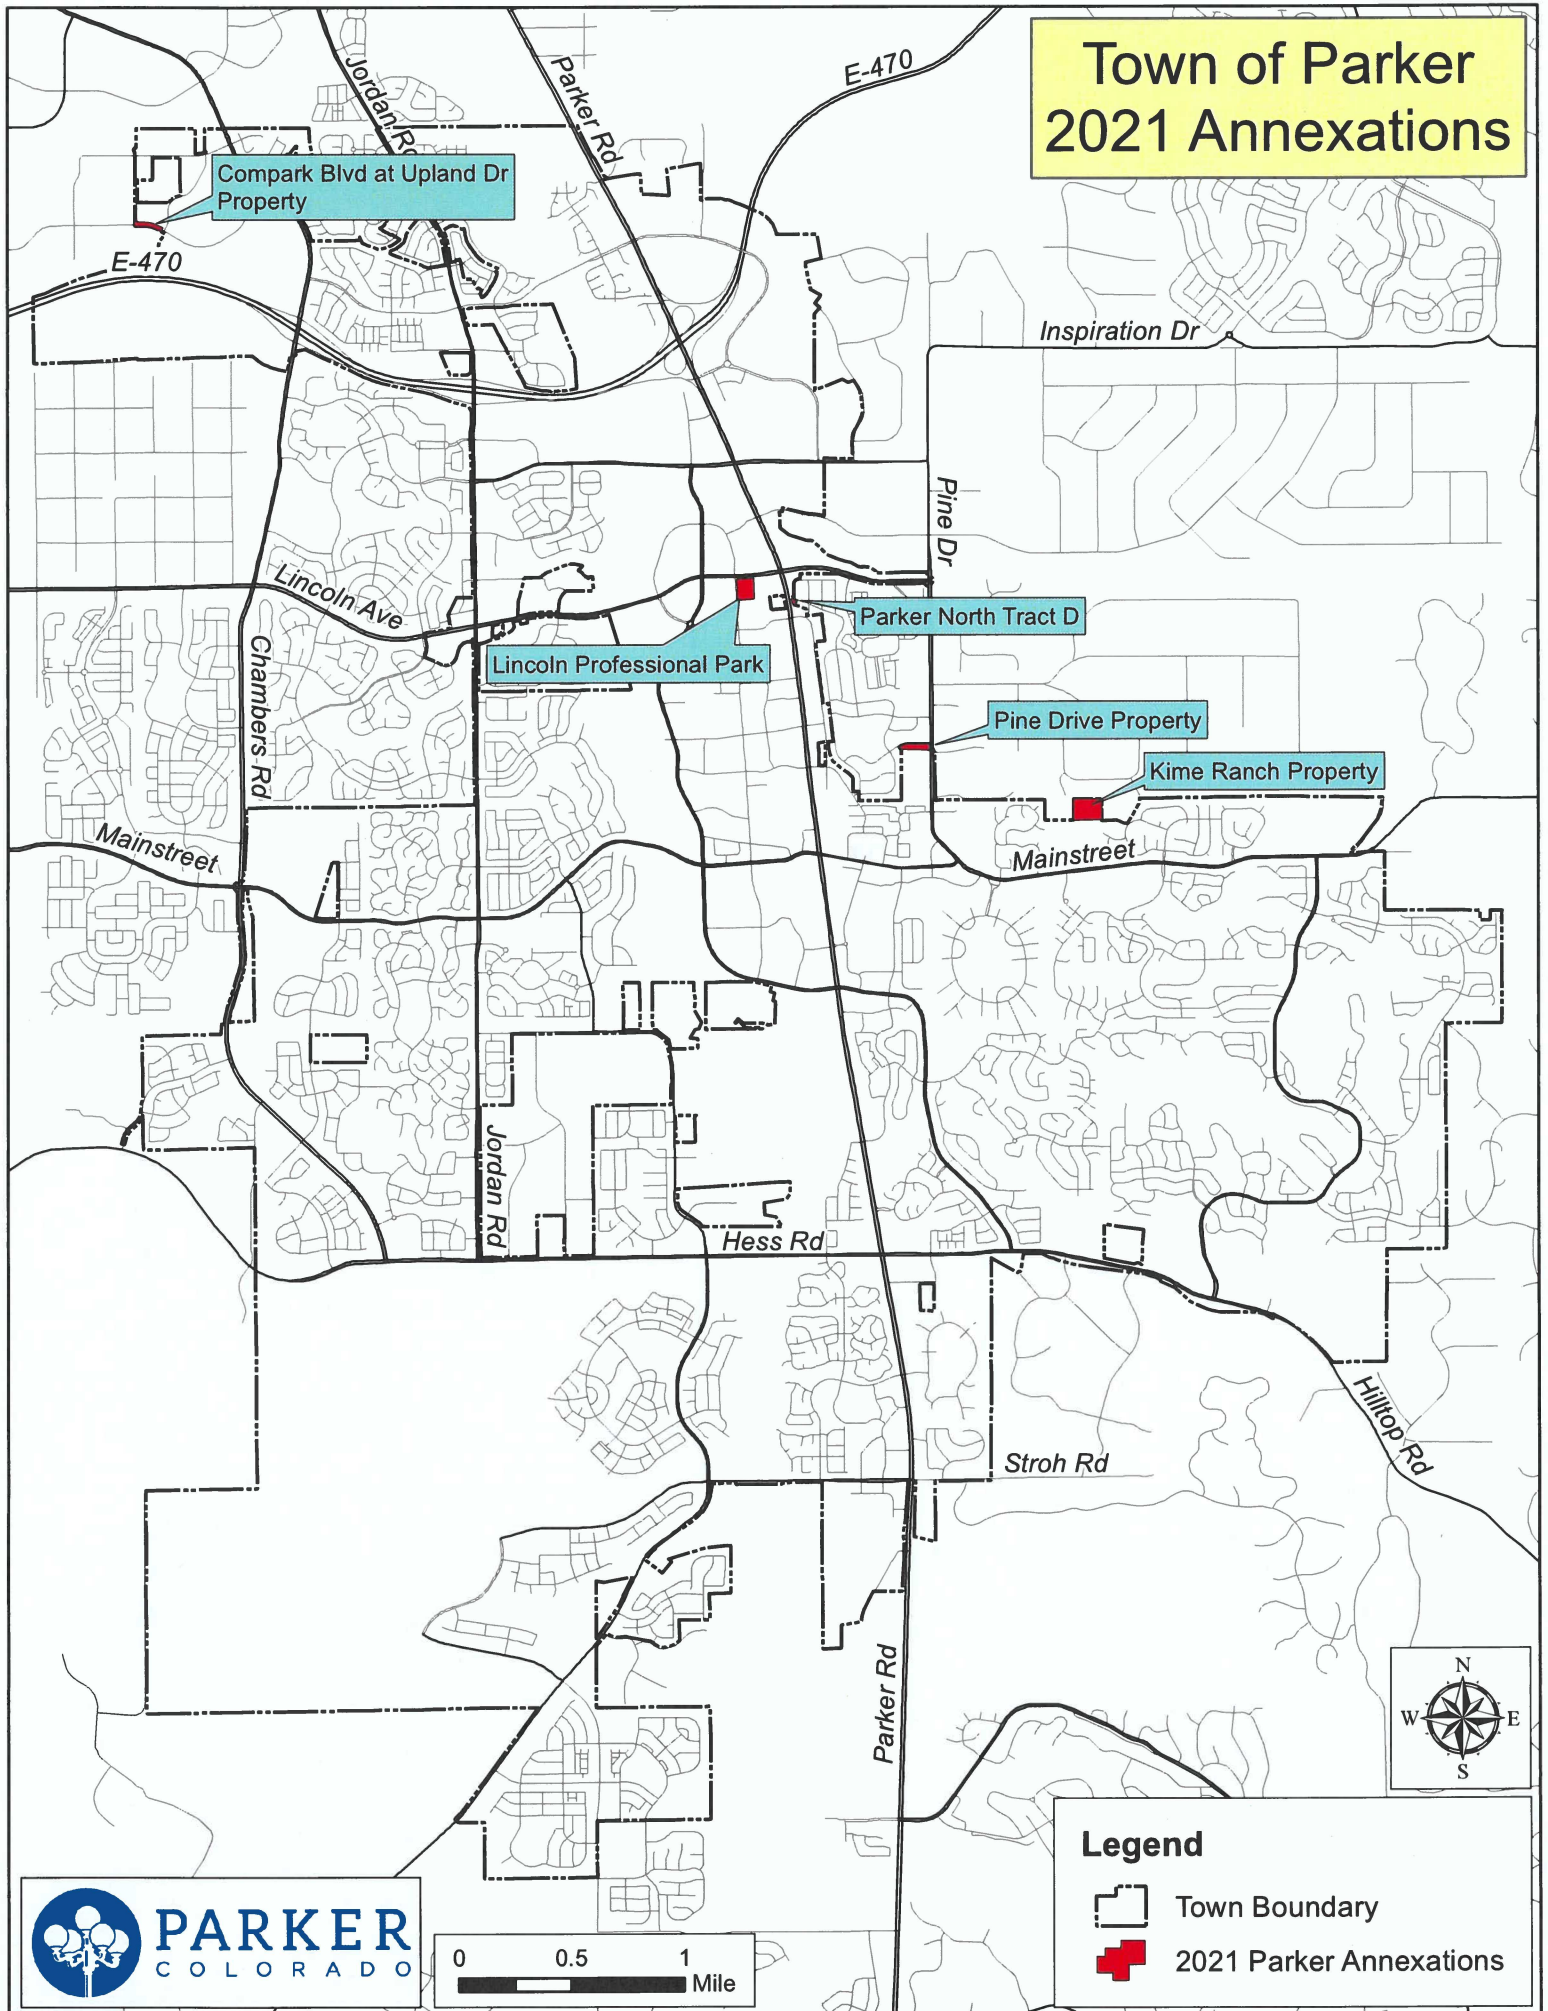 Town of Parker
2021 Annexations
Jordan Rd
Parker Rd
E-470
Compark Blvd at Upland Dr
Property
E-470
Inspiration Dr
Pine Dr
Lincoln Ave
Parker North Tract D
Lincoln Professional Park
Chambers Rd
Pine Drive Property
Kime Ranch Property
Mainstreet
Mainstreet
Jordan Rd
Hess Rd
Hilltop Rd
Stroh Rd
Parker Rd
N
W
E
S
Legend
Town Boundary
2021 Parker Annexations
PARKER
COLORADO
0 0.5 1
Mile